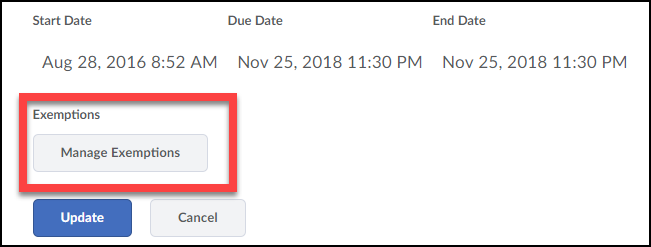 Start Date Due Date End Date
Aug 28, 2016 8:52 AM Nov 25, 2018 11:30 PM Nov 25, 2018 11:30 PM
Exemptions
Manage Exemptions
Update Cancel